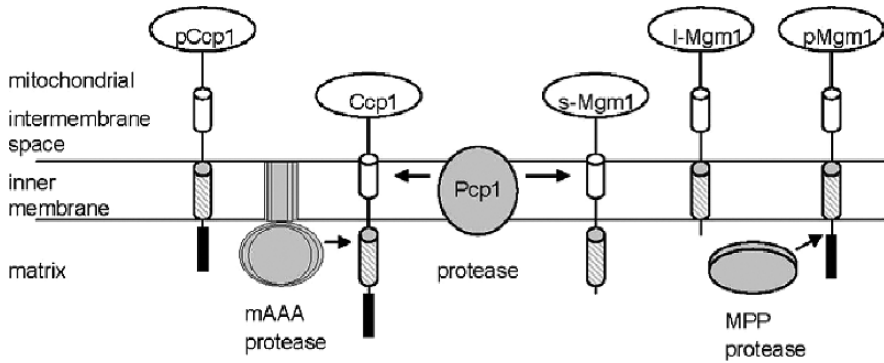 pCcp1
l-Mgm1
pMgm1
mitochondrial
Ccp1
s-Mgm1
intermembrane
space
inner
membrane
Pcp1
matrix
protease
mAAA
protease
MPP
protease